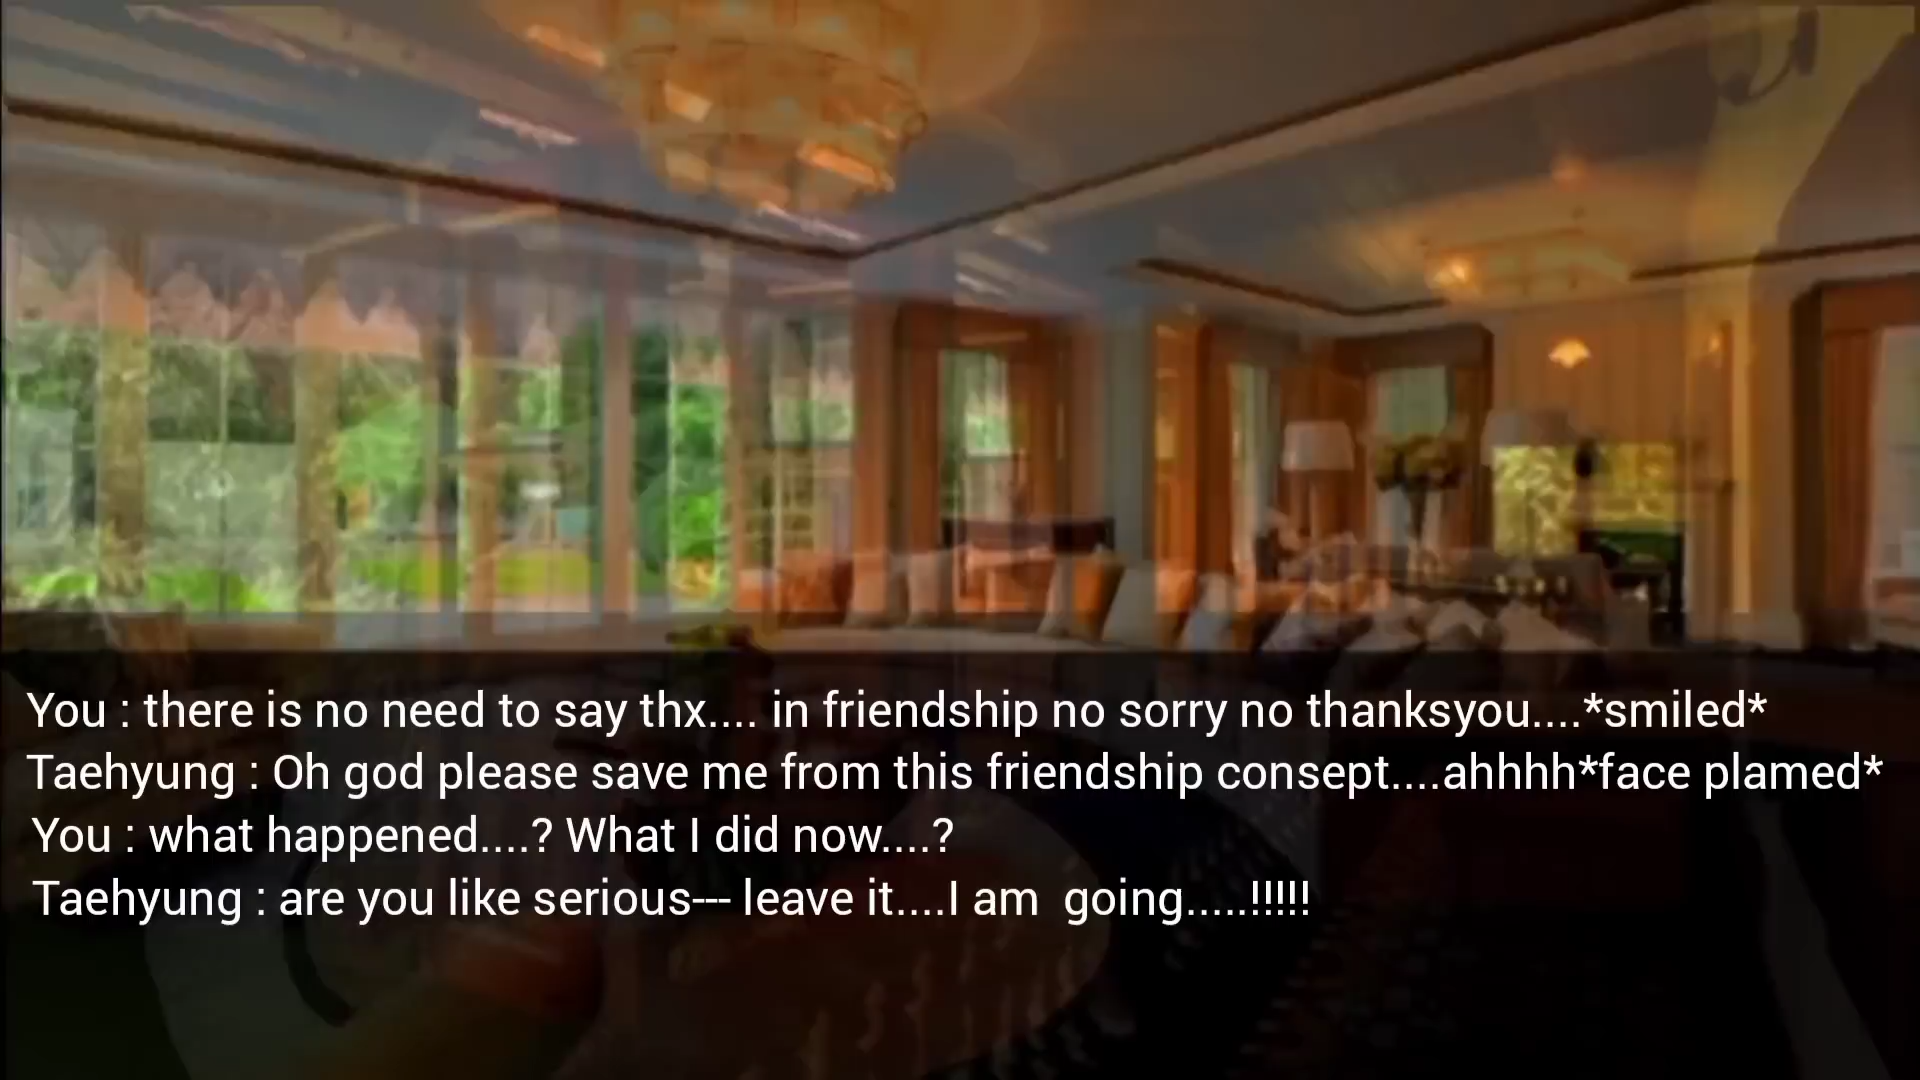 You : there is no need to say thx.... in friendship no sorry no thanksyou....*smiled*
Taehyung : Oh god please save me from this friendship consept....ahhhh*face plamed*
You : what happened....? What I did now....?
Taehyung : are you like serious--- leave it....I am  going.....!!!!!